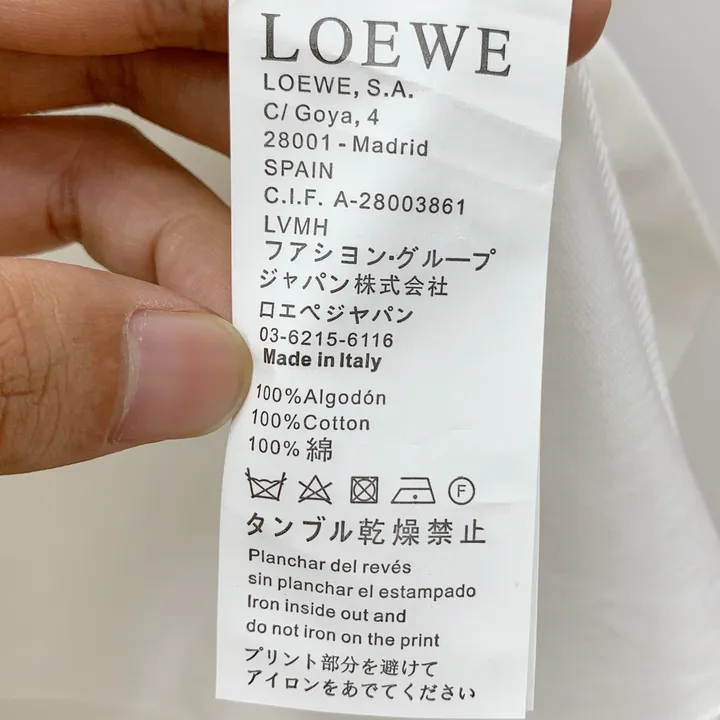 LOEWE
LOEWE, S.A.
C/ Goya, 4
28001 - Madrid
SPAIN
C.I.F. A-28003861
LVMH
フアシヨン・グループ
ジャパン株式会社
ロエベジャパン
03-6215-6116
Made in Italy
100%Algodón
100%Cotton
100% 綿
F
タンブル乾燥禁止
Planchar del revés
sin planchar el estampado
Iron inside out and
do not iron on the print
プリント部分を避けて
アイロンをあでてください